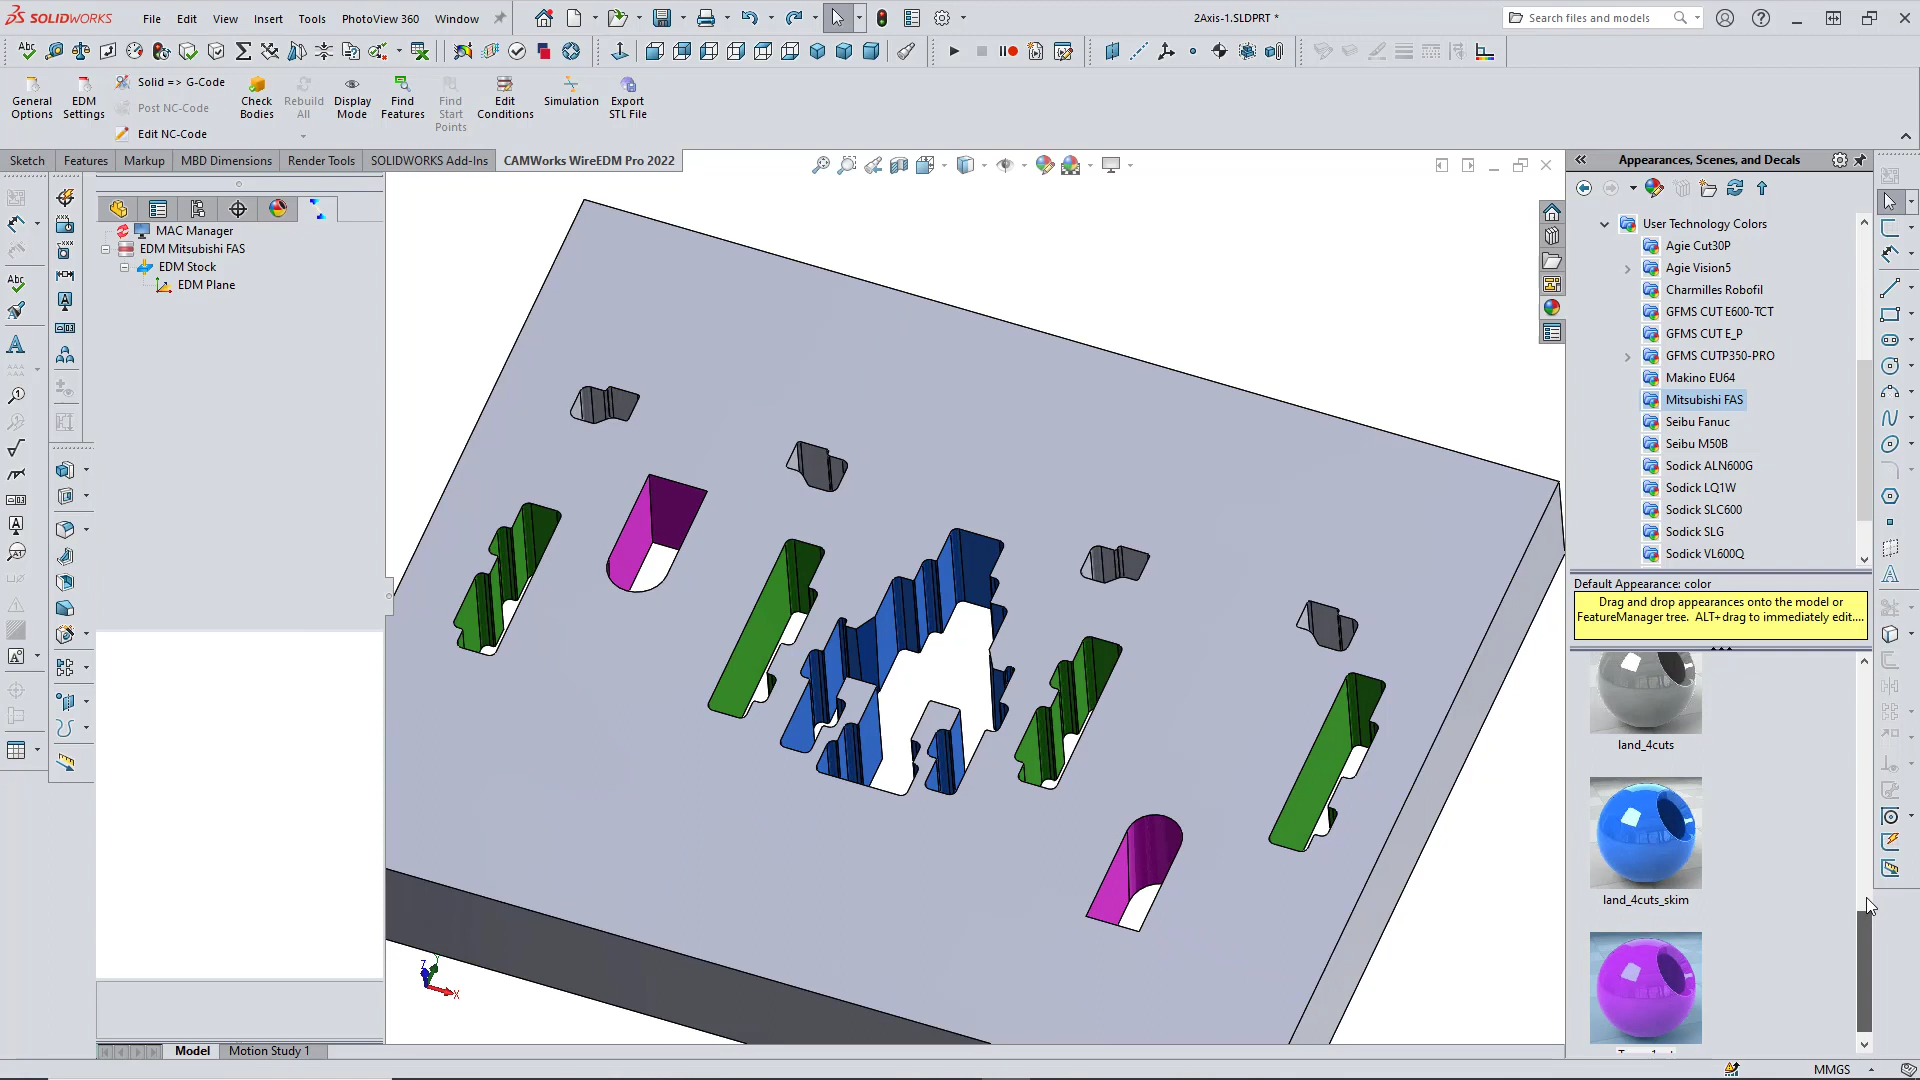 SOLIDWORKS File Edit View Insert Tools PhotoView 360 Window 2Axis-1.SLDPRT * Search files and models
General Options
EDM Settings
Solid => G-Code
Post NC-Code
Edit NC-Code
Check Bodies
Rebuild All
Display Mode
Find Features
Find Start Points
Edit Conditions
Simulation
Export STL File
Sketch Features Markup MBD Dimensions Render Tools SOLIDWORKS Add-Ins CAMWorks WireEDM Pro 2022
MAC Manager
EDM Mitsubishi FAS
EDM Stock
EDM Plane
Z
X
Model Motion Study 1
Appearances, Scenes, and Decals
User Technology Colors
Agie Cut30P
Agie Vision5
Charmilles Robofil
GFMS CUT E600-TCT
GFMS CUT E_P
GFMS CUTP350-PRO
Makino EU64
Mitsubishi FAS
Seibu Fanuc
Seibu M50B
Sodick ALN600G
Sodick LQ1W
Sodick SLC600
Sodick SLG
Sodick VL600Q
Default Appearance: color
Drag and drop appearances onto the model or
FeatureManager tree. ALT+drag to immediately edit....
land_4cuts
land_4cuts_skim
MMGS